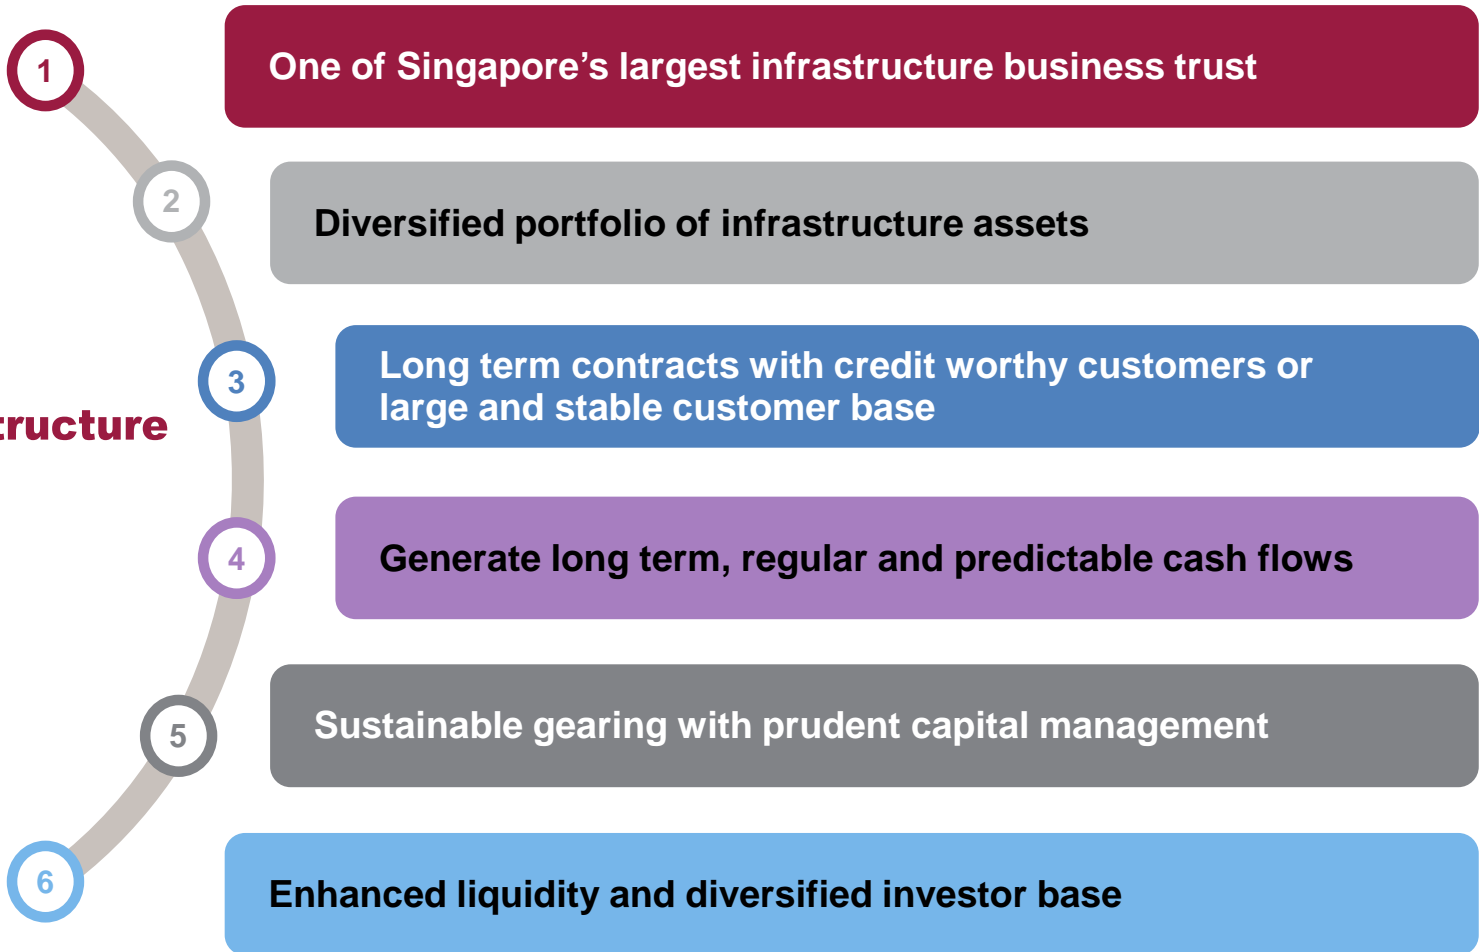 1
One of Singapore’s largest infrastructure business trust
2
Diversified portfolio of infrastructure assets
3
Long term contracts with credit worthy customers or
large and stable customer base
tructure
4
Generate long term, regular and predictable cash flows
5
Sustainable gearing with prudent capital management
6
Enhanced liquidity and diversified investor base